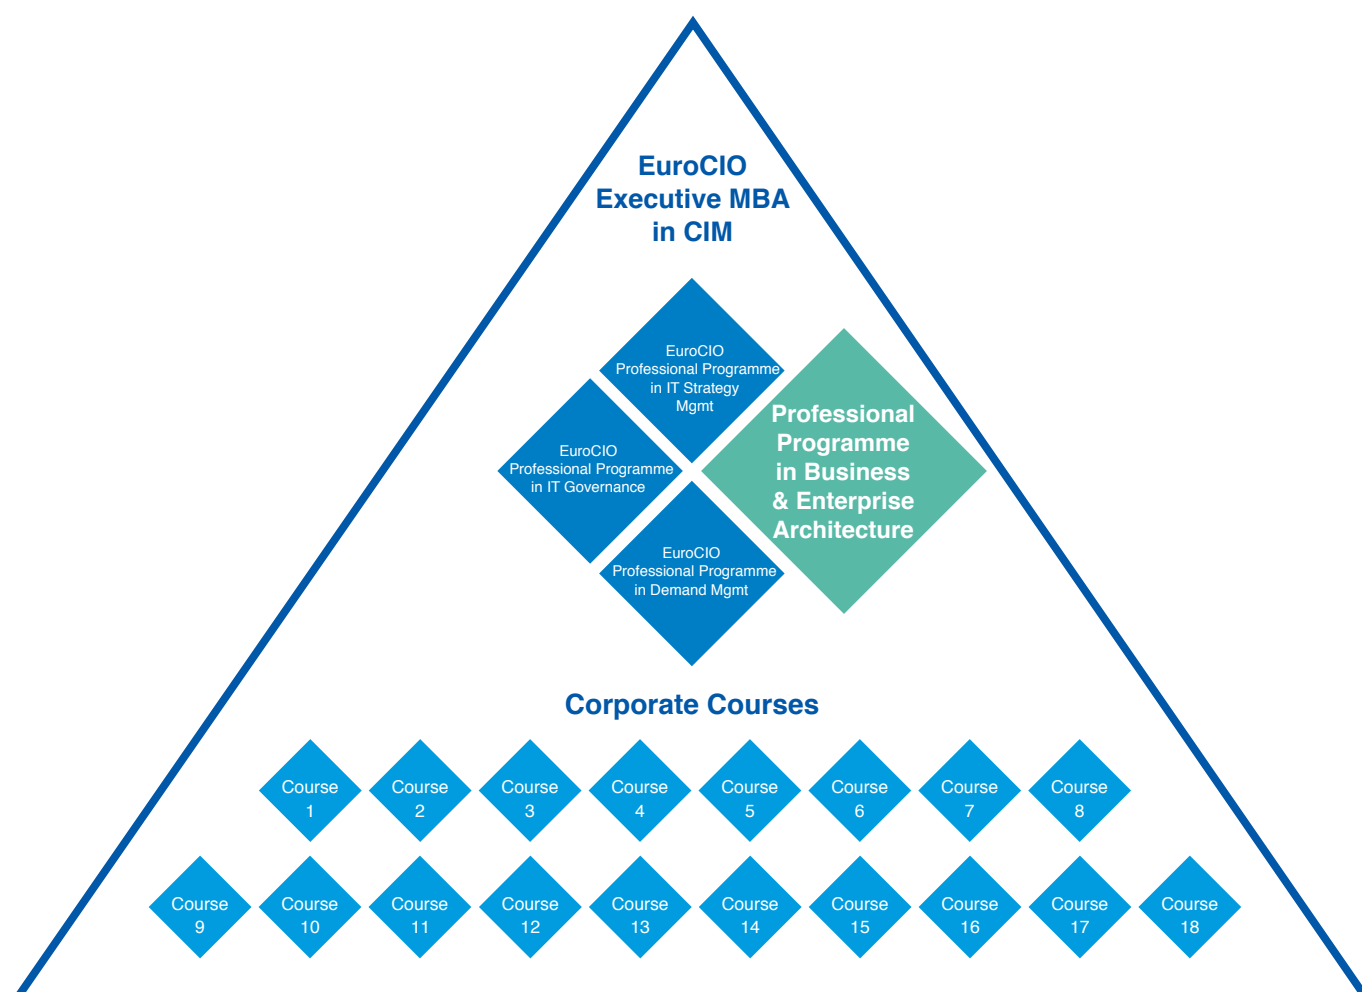 EuroCIO
Executive MBA
in CIM
EuroCIO
Professional Programme
in IT Strategy
Mgmt
EuroCIO
Professional Programme
in IT Governance
Professional
Programme
in Business
& Enterprise
Architecture
EuroCIO
Professional Programme
in Demand Mgmt
Corporate Courses
Course
1
Course
2
Course
3
Course
4
Course
5
Course
6
Course
7
Course
8
Course
9
Course
10
Course
11
Course
12
Course
13
Course
14
Course
15
Course
16
Course
17
Course
18